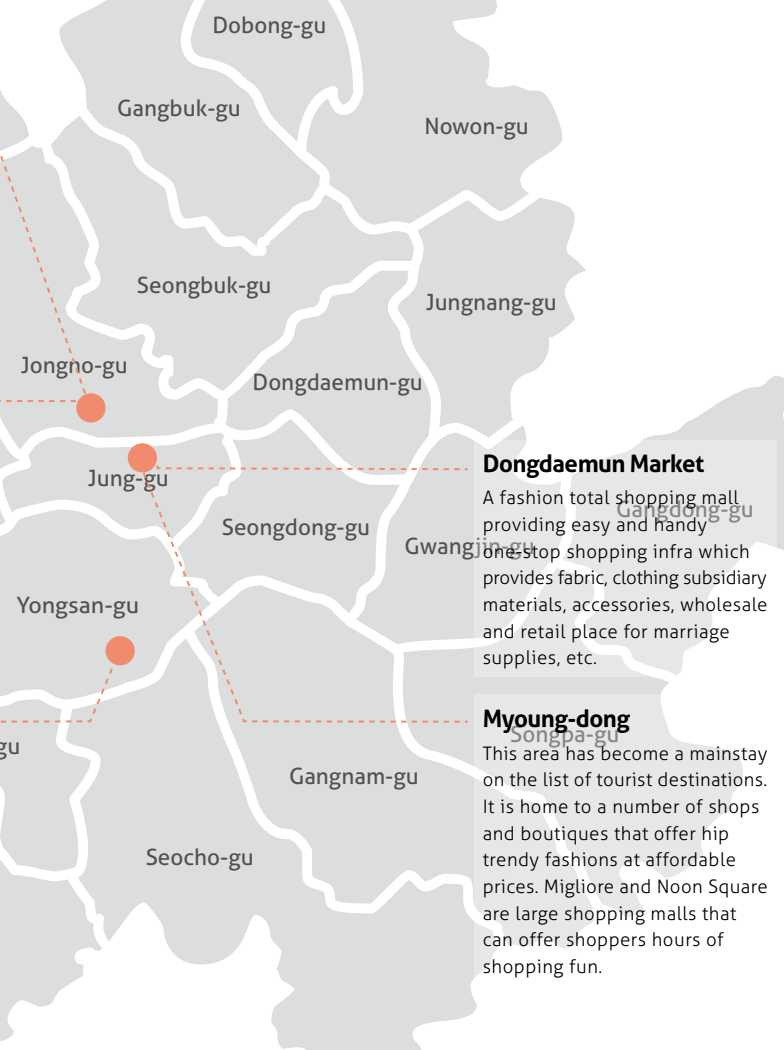 Dobong-gu
Gangbuk-gu
Nowon-gu
Seongbuk-gu
Jungnang-gu
Jongno-gu
Dongdaemun-gu
Jung-gu
Seongdong-gu
Gwangjin-gu
Gangdong-gu
Yongsan-gu
gu
Songpa-gu
Gangnam-gu
Seocho-gu
Dongdaemun Market
A fashion total shopping mall
providing easy and handy
one-stop shopping infra which
provides fabric, clothing subsidiary
materials, accessories, wholesale
and retail place for marriage
supplies, etc.
Myoung-dong
This area has become a mainstay
on the list of tourist destinations.
It is home to a number of shops
and boutiques that offer hip
trendy fashions at affordable
prices. Migliore and Noon Square
are large shopping malls that
can offer shoppers hours of
shopping fun.